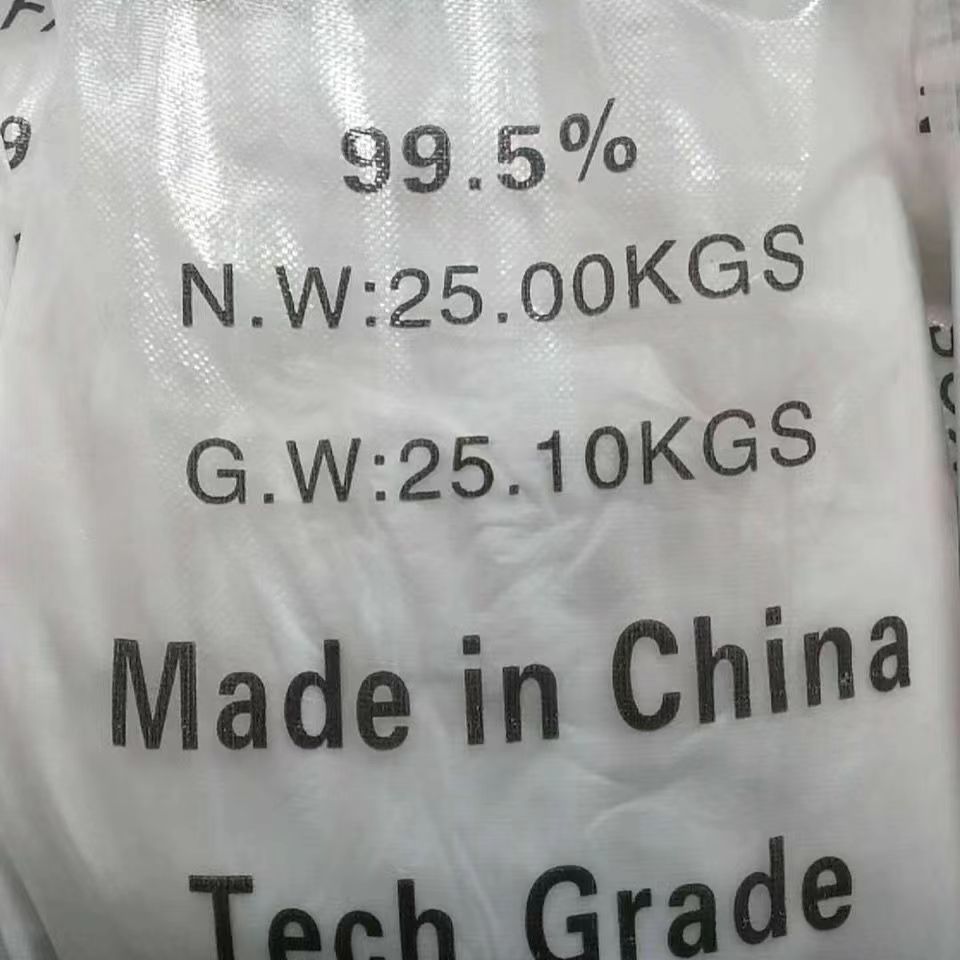 99.5%
N.W:25.00KGS
G.W:25.10KGS
Made in China
Tech Grade